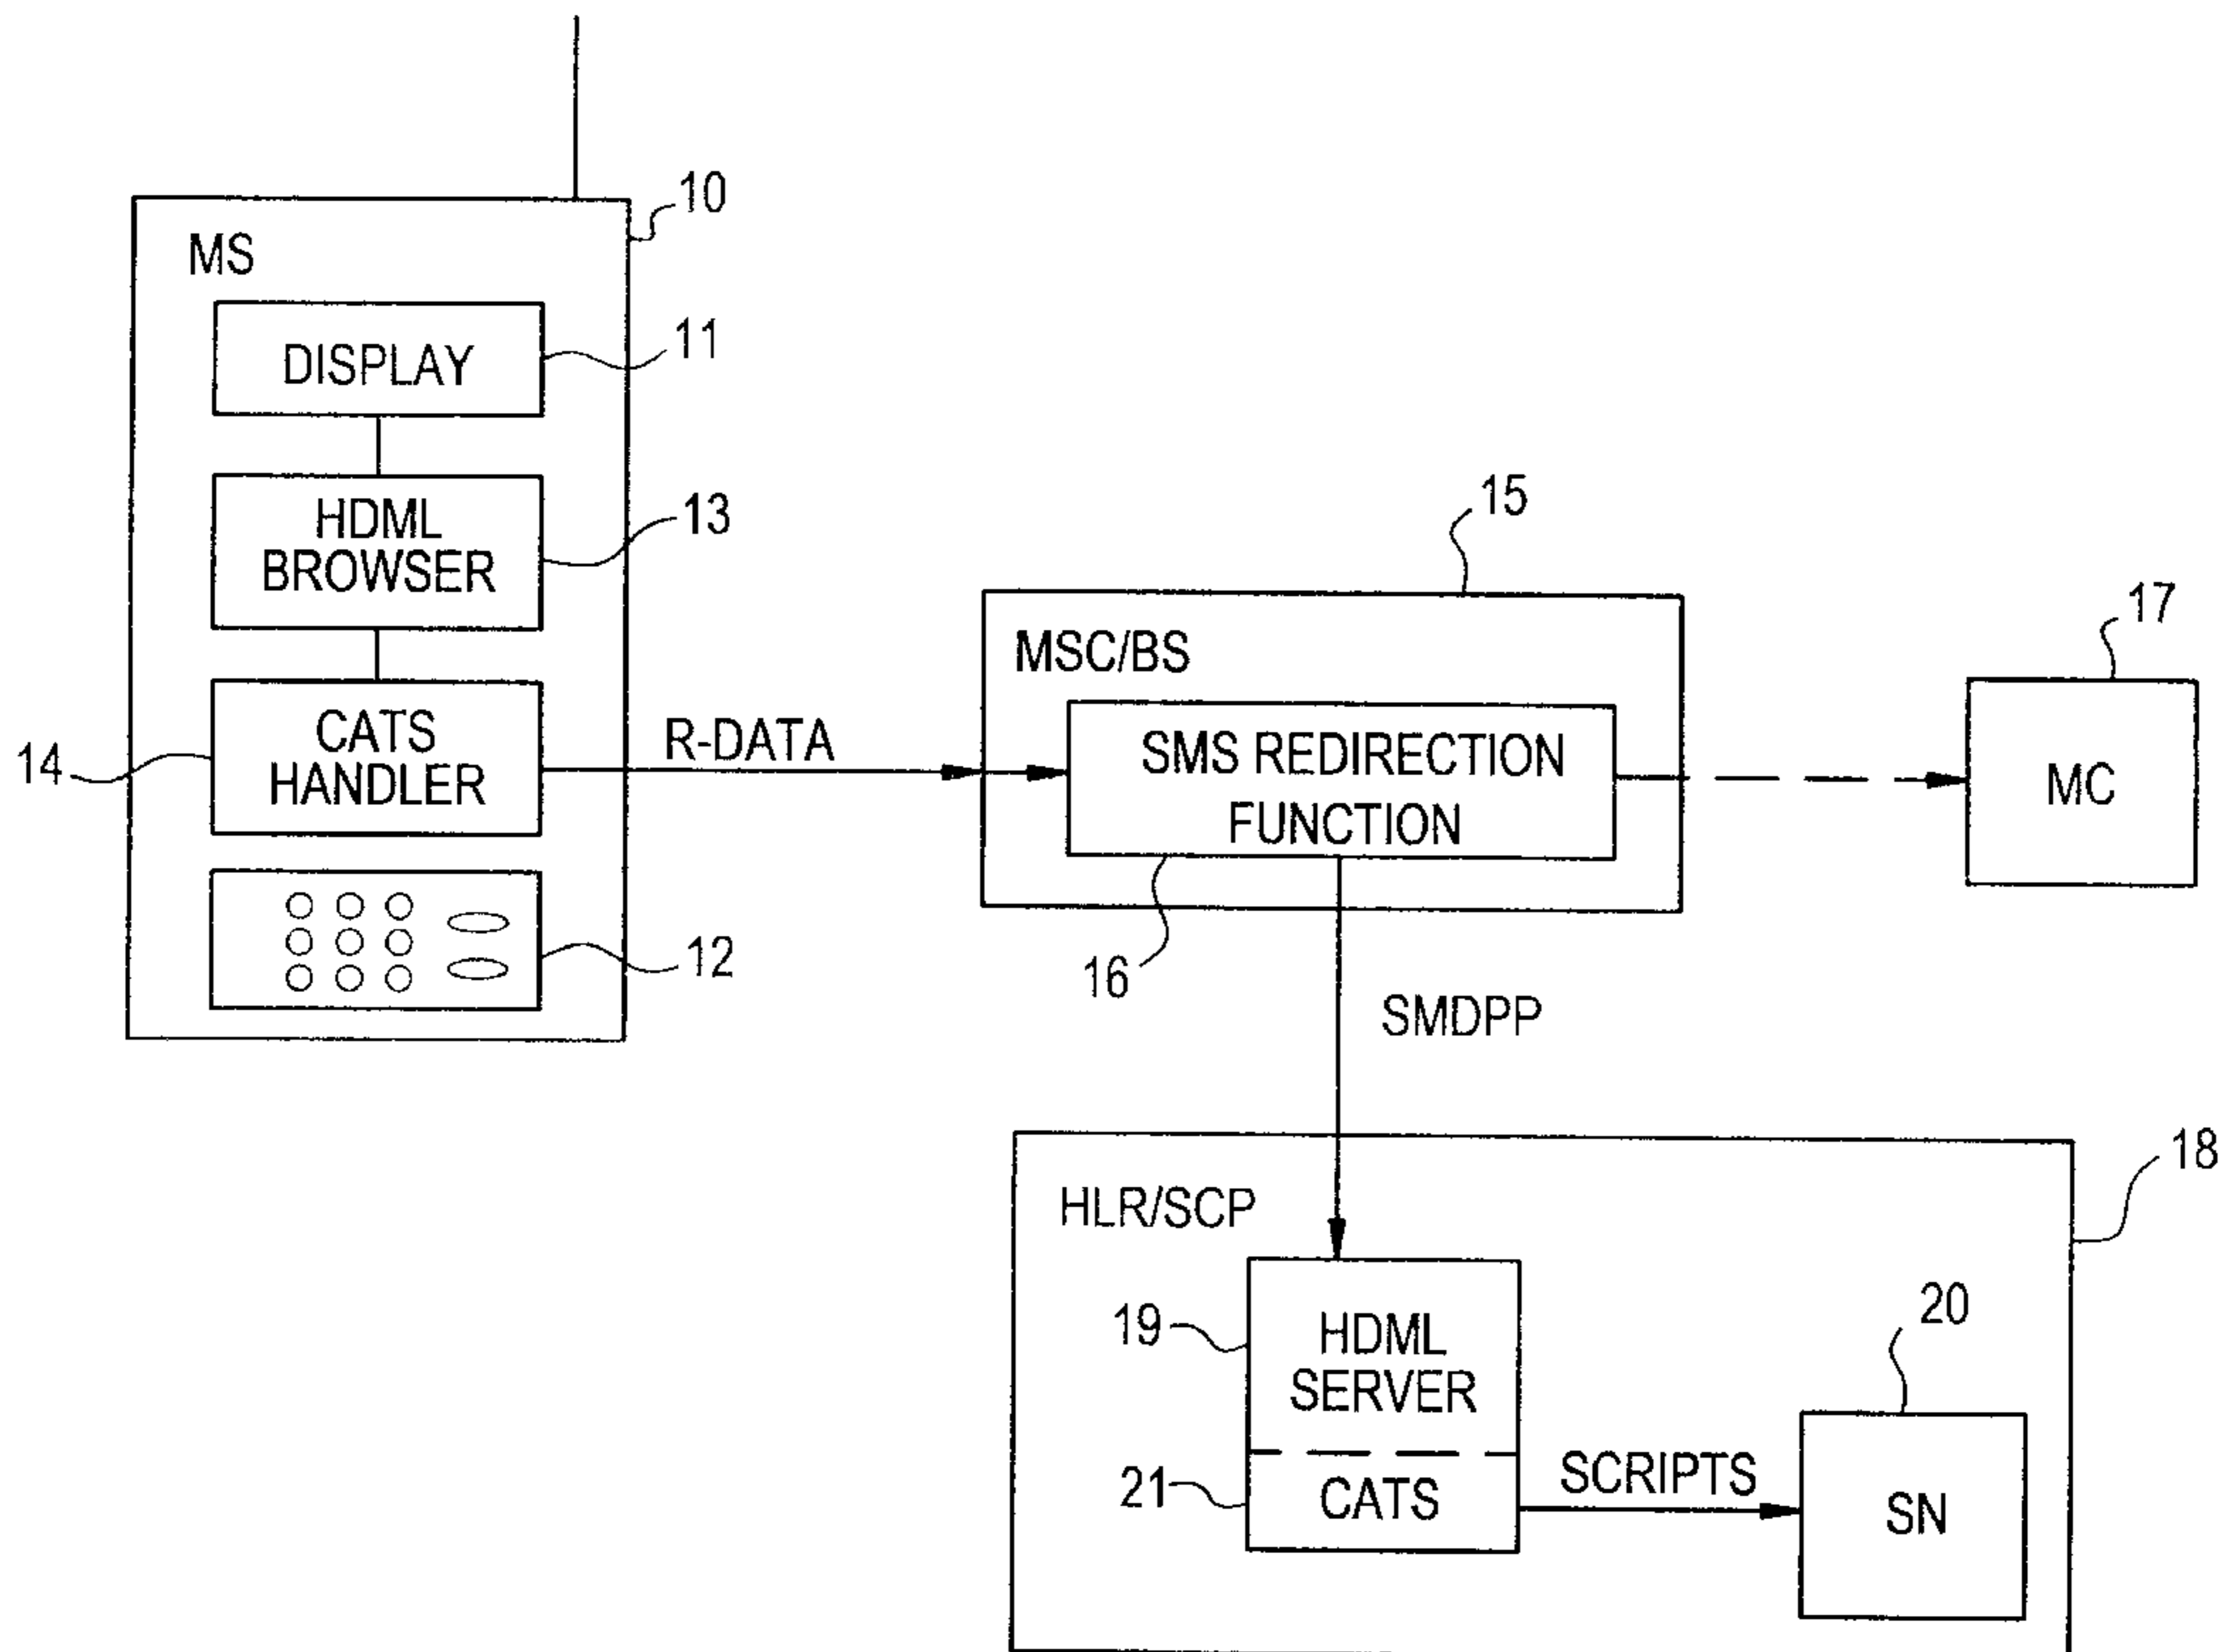 10
MS
DISPLAY
11
HDML
BROWSER
13
CATS
HANDLER
14
12
R-DATA
15
MSC/BS
SMS REDIRECTION
FUNCTION
16
17
MC
SMDPP
18
HLR/SCP
19
HDML
SERVER
21
CATS
SCRIPTS
20
SN